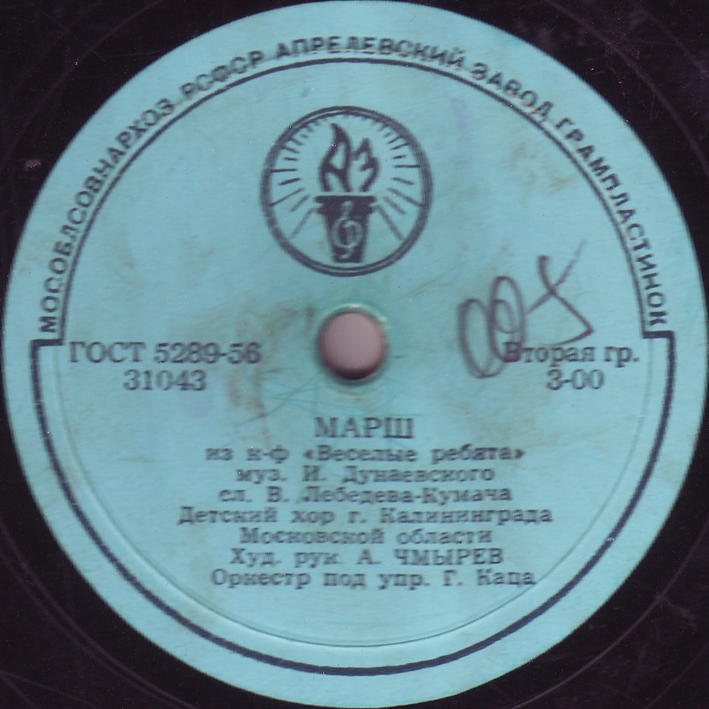 МОСОБЛСОВНАРХОЗ РСФСР АПРЕЛЕВСКИЙ ЗАВОД ГРАМПЛАСТИНОК
АЗ
ГОСТ 5289-56
31043
Вторая гр.
3-00
МАРШ
из к-ф «Веселые ребята»
муз. И. Дунаевского
сл. В. Лебедева-Кумача
Детский хор г. Калининграда
Московской области
Худ. рук. А. ЧМЫРЕВ
Оркестр под упр. Г. Каца